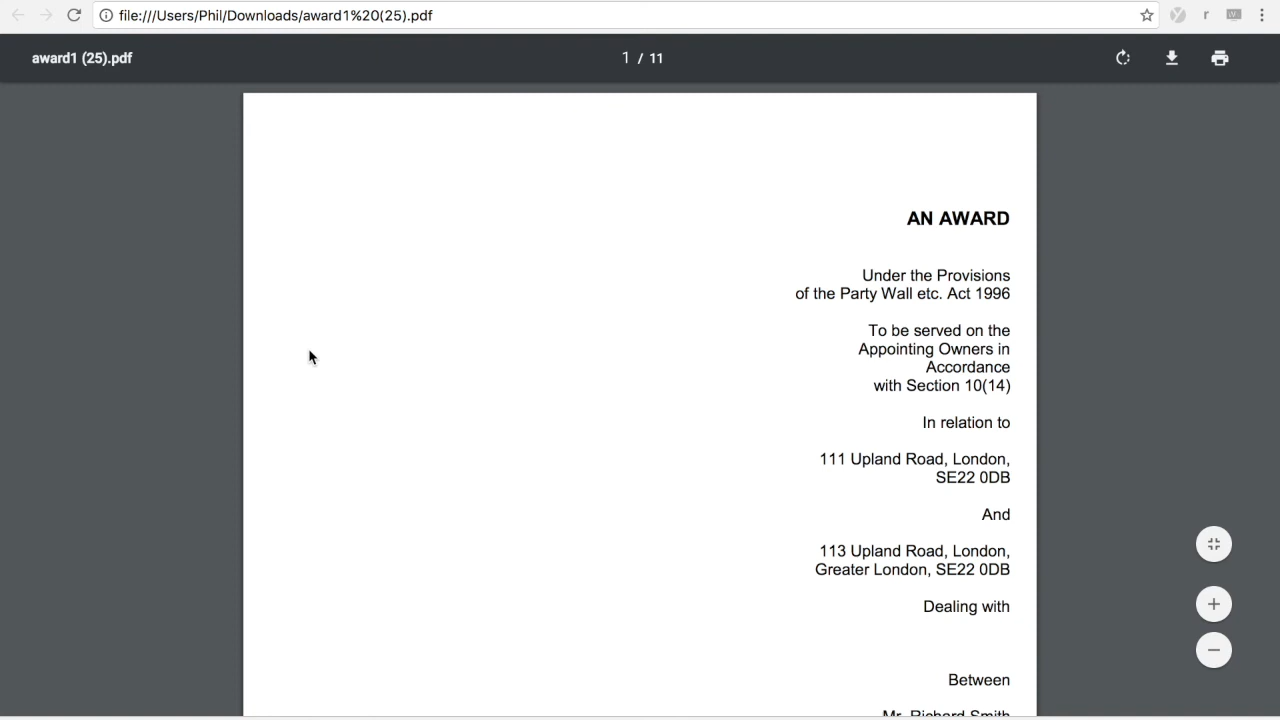 file:///Users/Phil/Downloads/award1%20(25).pdf
award1 (25).pdf
1 / 11
AN AWARD
Under the Provisions
of the Party Wall etc. Act 1996
To be served on the
Appointing Owners in
Accordance
with Section 10(14)
In relation to
111 Upland Road, London,
SE22 0DB
And
113 Upland Road, London,
Greater London, SE22 0DB
Dealing with
Between
Mr. Richard Smith